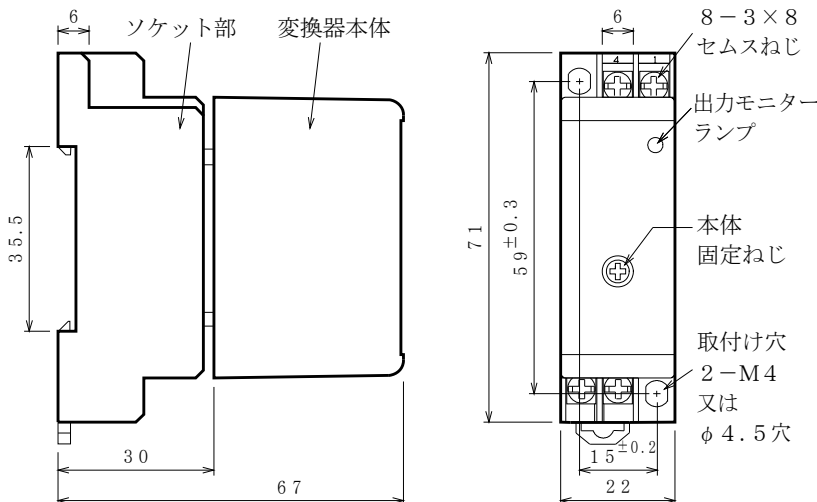 6
ソケット部
変換器本体
35.5
30
67
6
4
1
8−3×8
セムスねじ
出力モニター
ランプ
71
59±0.3
本体
固定ねじ
取付け穴
2−M4
又は
φ4.5穴
15±0.2
22